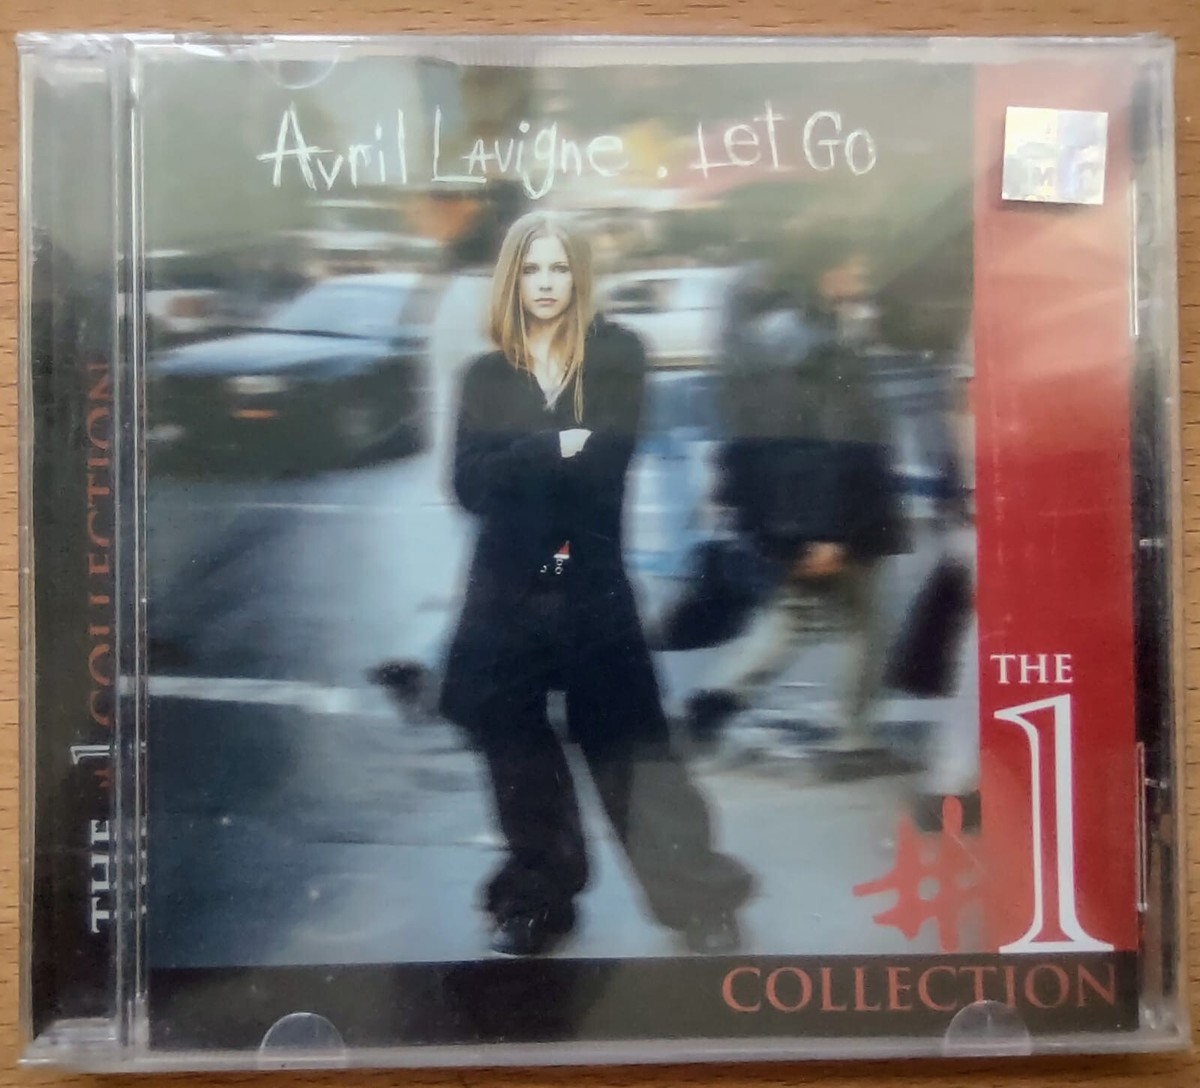 Avril Lavigne . Let Go
THE
#1
COLLECTION
THE #1 COLLECTION